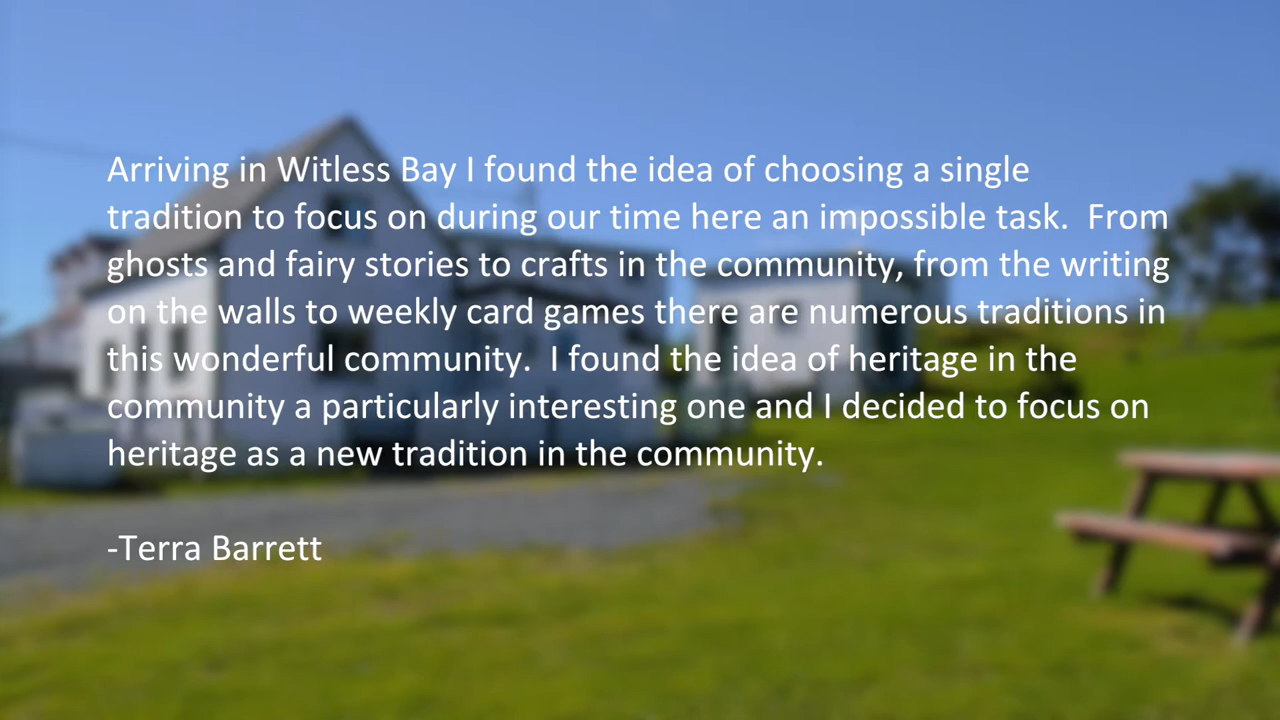 Arriving in Witless Bay I found the idea of choosing a single
tradition to focus on during our time here an impossible task.  From
ghosts and fairy stories to crafts in the community, from the writing
on the walls to weekly card games there are numerous traditions in
this wonderful community.  I found the idea of heritage in the
community a particularly interesting one and I decided to focus on
heritage as a new tradition in the community.
-Terra Barrett